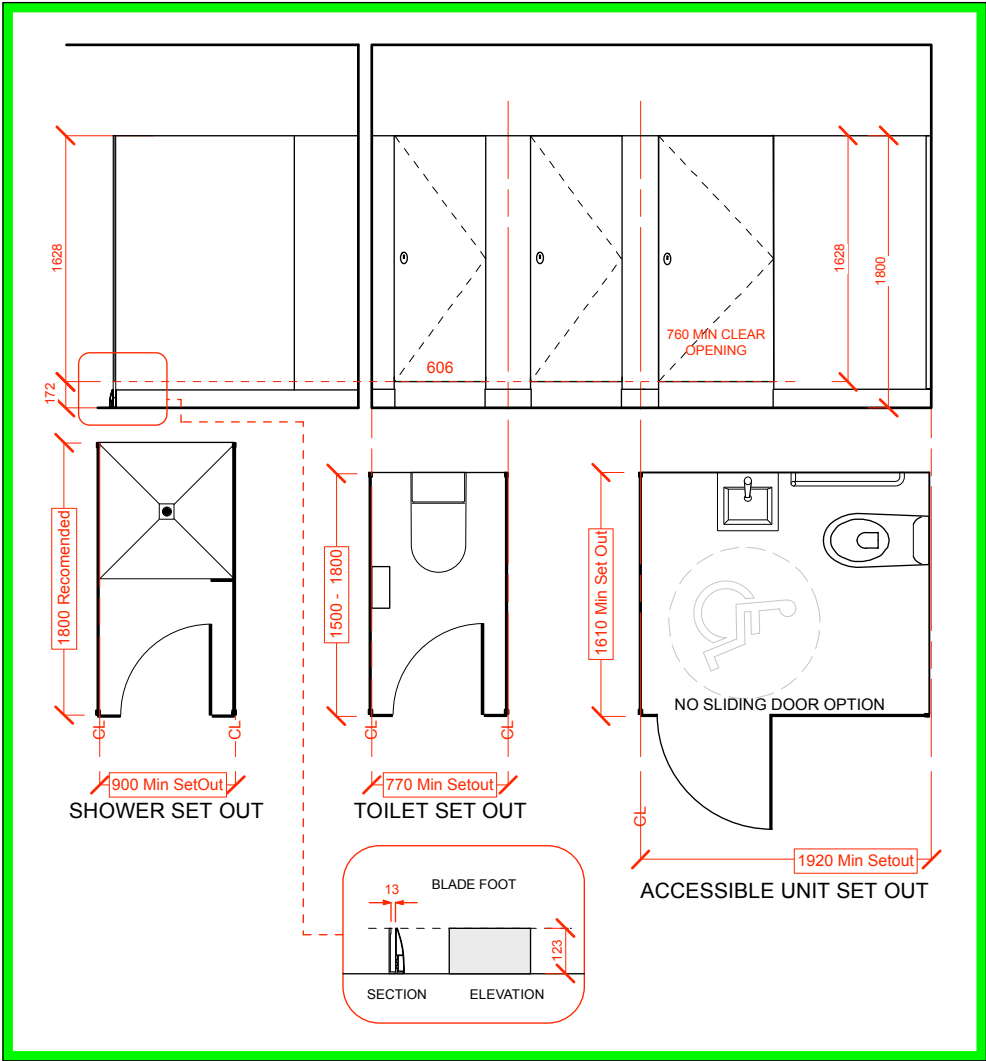 1628
172
606
760 MIN CLEAR
OPENING
1628
1800
1800 Recomended
CL
CL
900 Min SetOut
SHOWER SET OUT
1500 - 1800
CL
CL
770 Min Setout
TOILET SET OUT
1610 Min Set Out
NO SLIDING DOOR OPTION
CL
1920 Min Setout
ACCESSIBLE UNIT SET OUT
BLADE FOOT
13
123
SECTION
ELEVATION